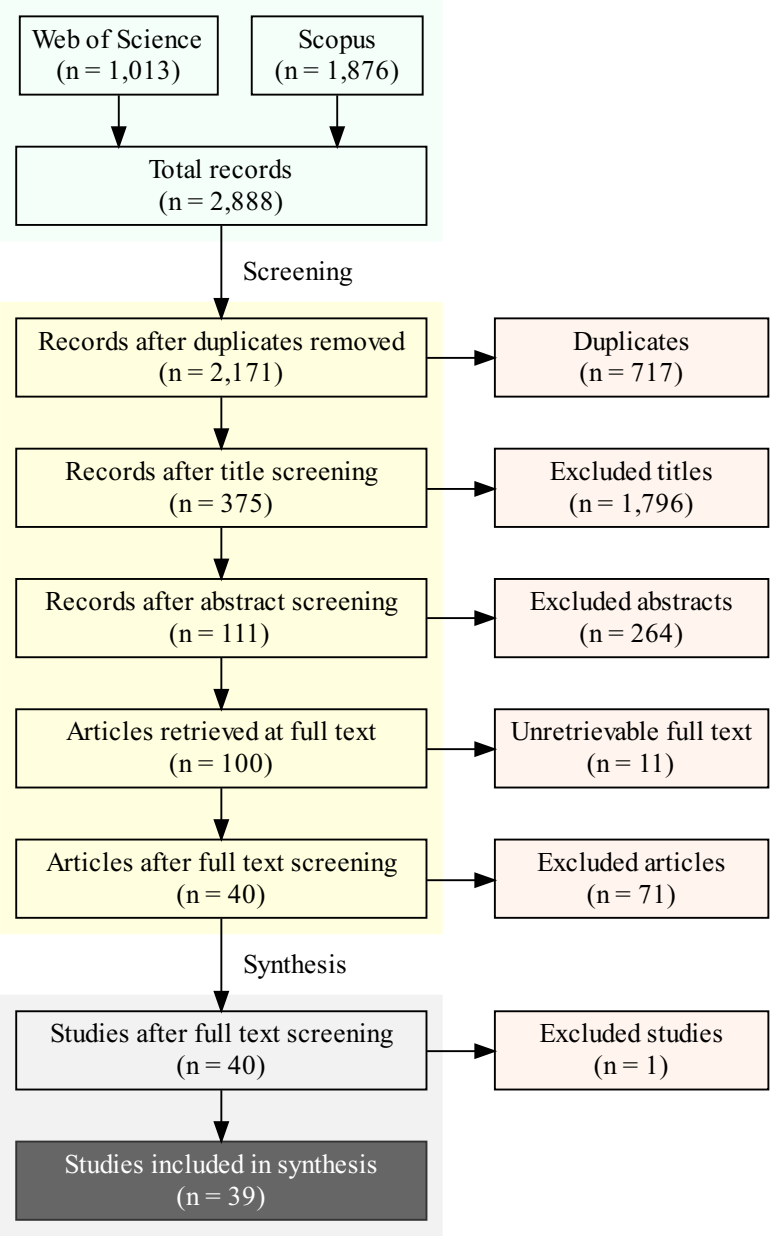 Web of Science
(n = 1,013)
Scopus
(n = 1,876)
Total records
(n = 2,888)
Screening
Records after duplicates removed
(n = 2,171)
Duplicates
(n = 717)
Records after title screening
(n = 375)
Excluded titles
(n = 1,796)
Records after abstract screening
(n = 111)
Excluded abstracts
(n = 264)
Articles retrieved at full text
(n = 100)
Unretrievable full text
(n = 11)
Articles after full text screening
(n = 40)
Excluded articles
(n = 71)
Synthesis
Studies after full text screening
(n = 40)
Excluded studies
(n = 1)
Studies included in synthesis
(n = 39)